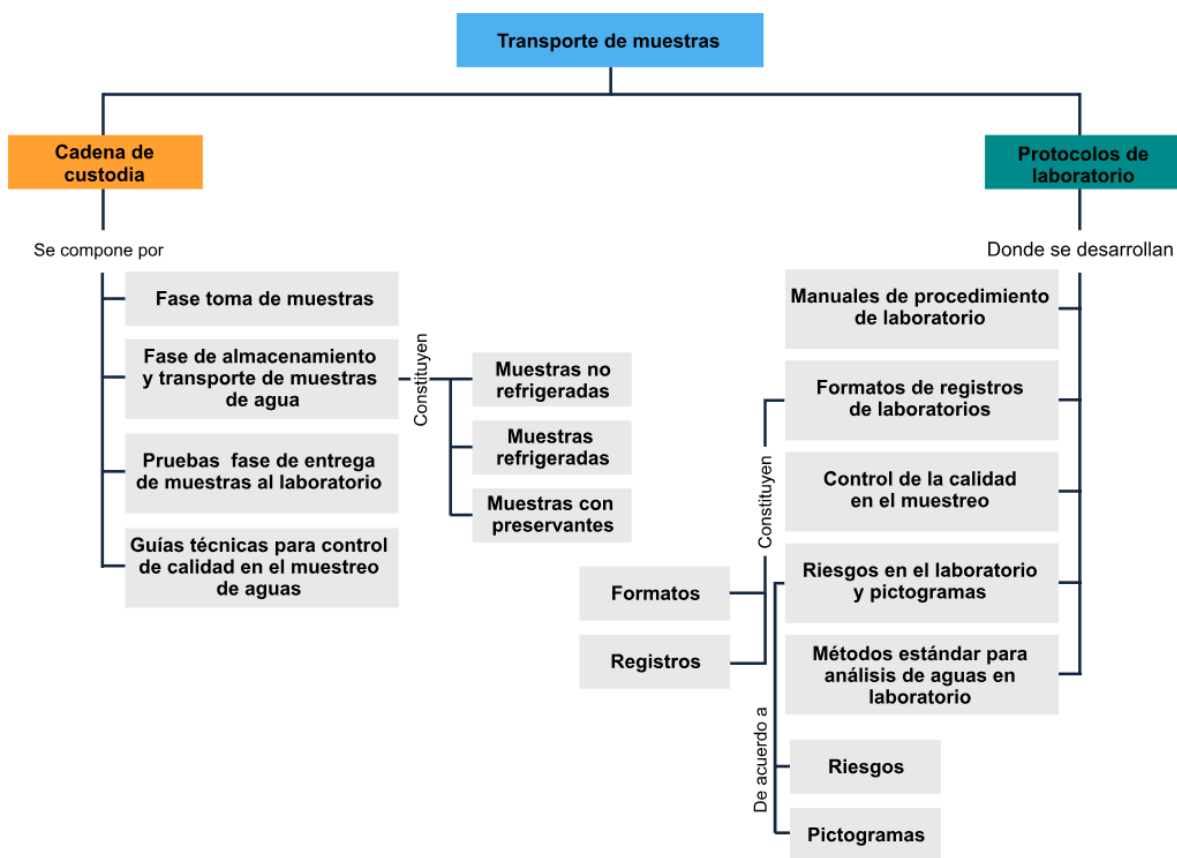 Transporte de muestras
Cadena de
custodia
Se compone por
Fase toma de muestras
Fase de almacenamiento
y transporte de muestras
de agua
Constituyen
Muestras no
refrigeradas
Muestras
refrigeradas
Muestras con
preservantes
Pruebas fase de entrega
de muestras al laboratorio
Guías técnicas para control
de calidad en el muestreo
de aguas
Protocolos de
laboratorio
Donde se desarrollan
Manuales de procedimiento
de laboratorio
Formatos de registros
de laboratorios
Constituyen
Formatos
Registros
Control de la calidad
en el muestreo
Riesgos en el laboratorio
y pictogramas
De acuerdo a
Riesgos
Pictogramas
Métodos estándar para
análisis de aguas en
laboratorio